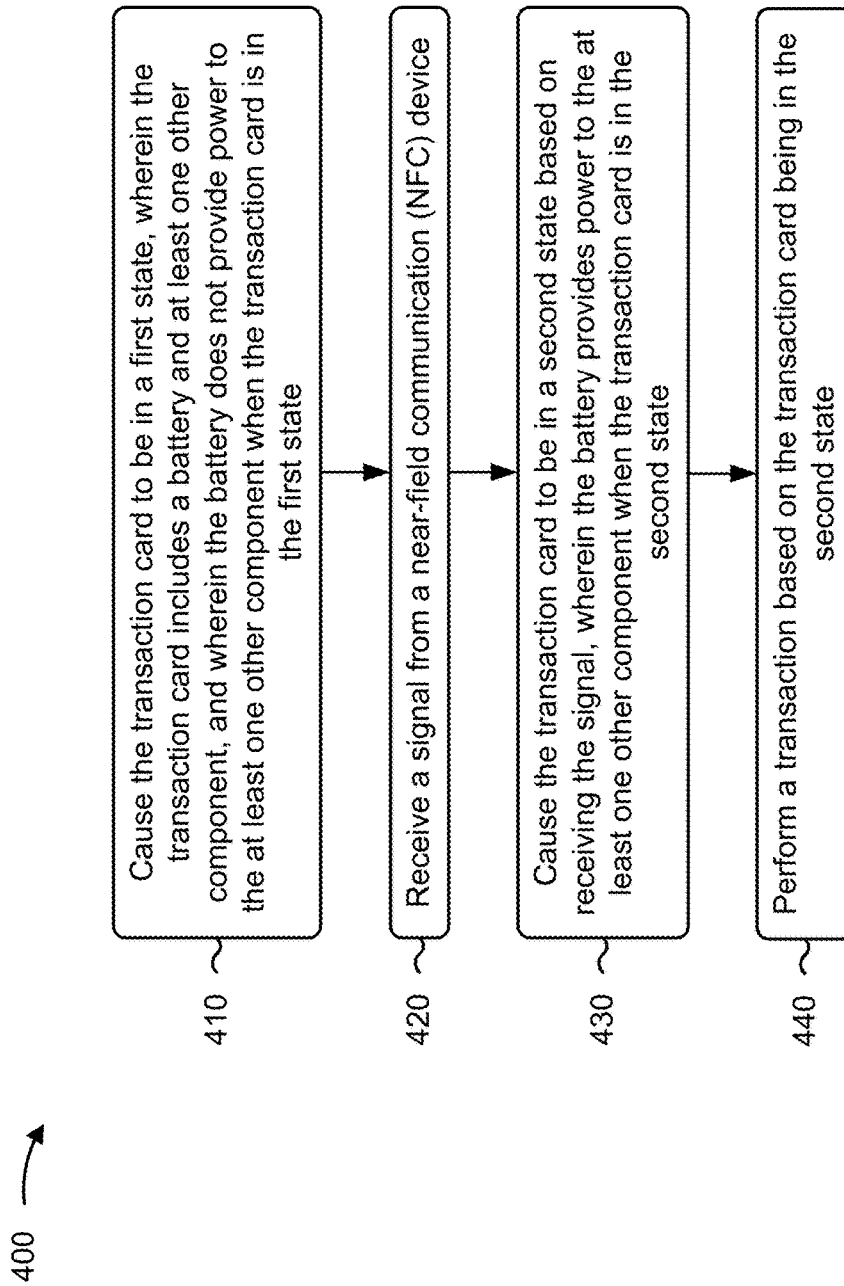 400
410
Cause the transaction card to be in a first state, wherein the
transaction card includes a battery and at least one other
component, and wherein the battery does not provide power to
the at least one other component when the transaction card is in
the first state
420
Receive a signal from a near-field communication (NFC) device
430
Cause the transaction card to be in a second state based on
receiving the signal, wherein the battery provides power to the at
least one other component when the transaction card is in the
second state
440
Perform a transaction based on the transaction card being in the
second state